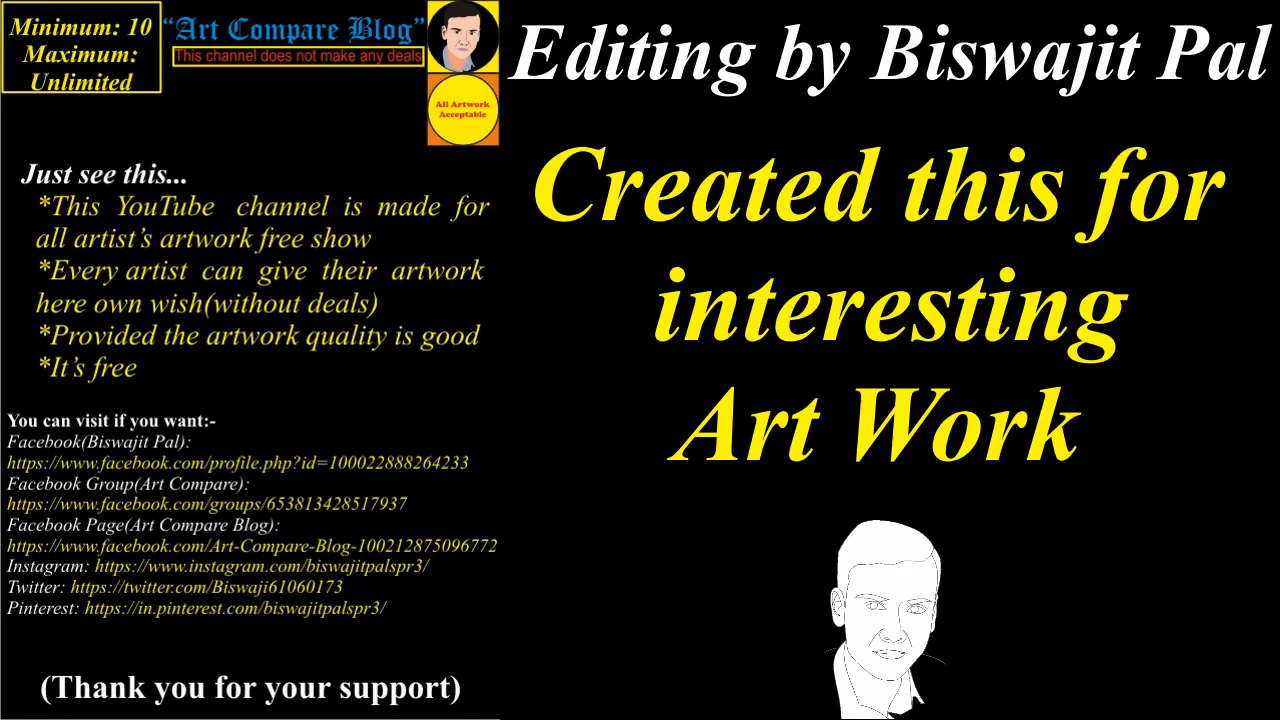 Minimum: 10
Maximum:
Unlimited
“Art Compare Blog”
This channel does not make any deals
All Artwork
Acceptable
Just see this...
*This YouTube channel is made for
all artist’s artwork free show
*Every artist can give their artwork
here own wish(without deals)
*Provided the artwork quality is good
*It’s free
You can visit if you want:-
Facebook(Biswajit Pal):
https://www.facebook.com/profile.php?id=100022888264233
Facebook Group(Art Compare):
https://www.facebook.com/groups/653813428517937
Facebook Page(Art Compare Blog):
https://www.facebook.com/Art-Compare-Blog-100212875096772
Instagram: https://www.instagram.com/biswajitpalspr3/
Twitter: https://twitter.com/Biswaji61060173
Pinterest: https://in.pinterest.com/biswajitpalspr3/
(Thank you for your support)
Editing by Biswajit Pal
Created this for
interesting
Art Work